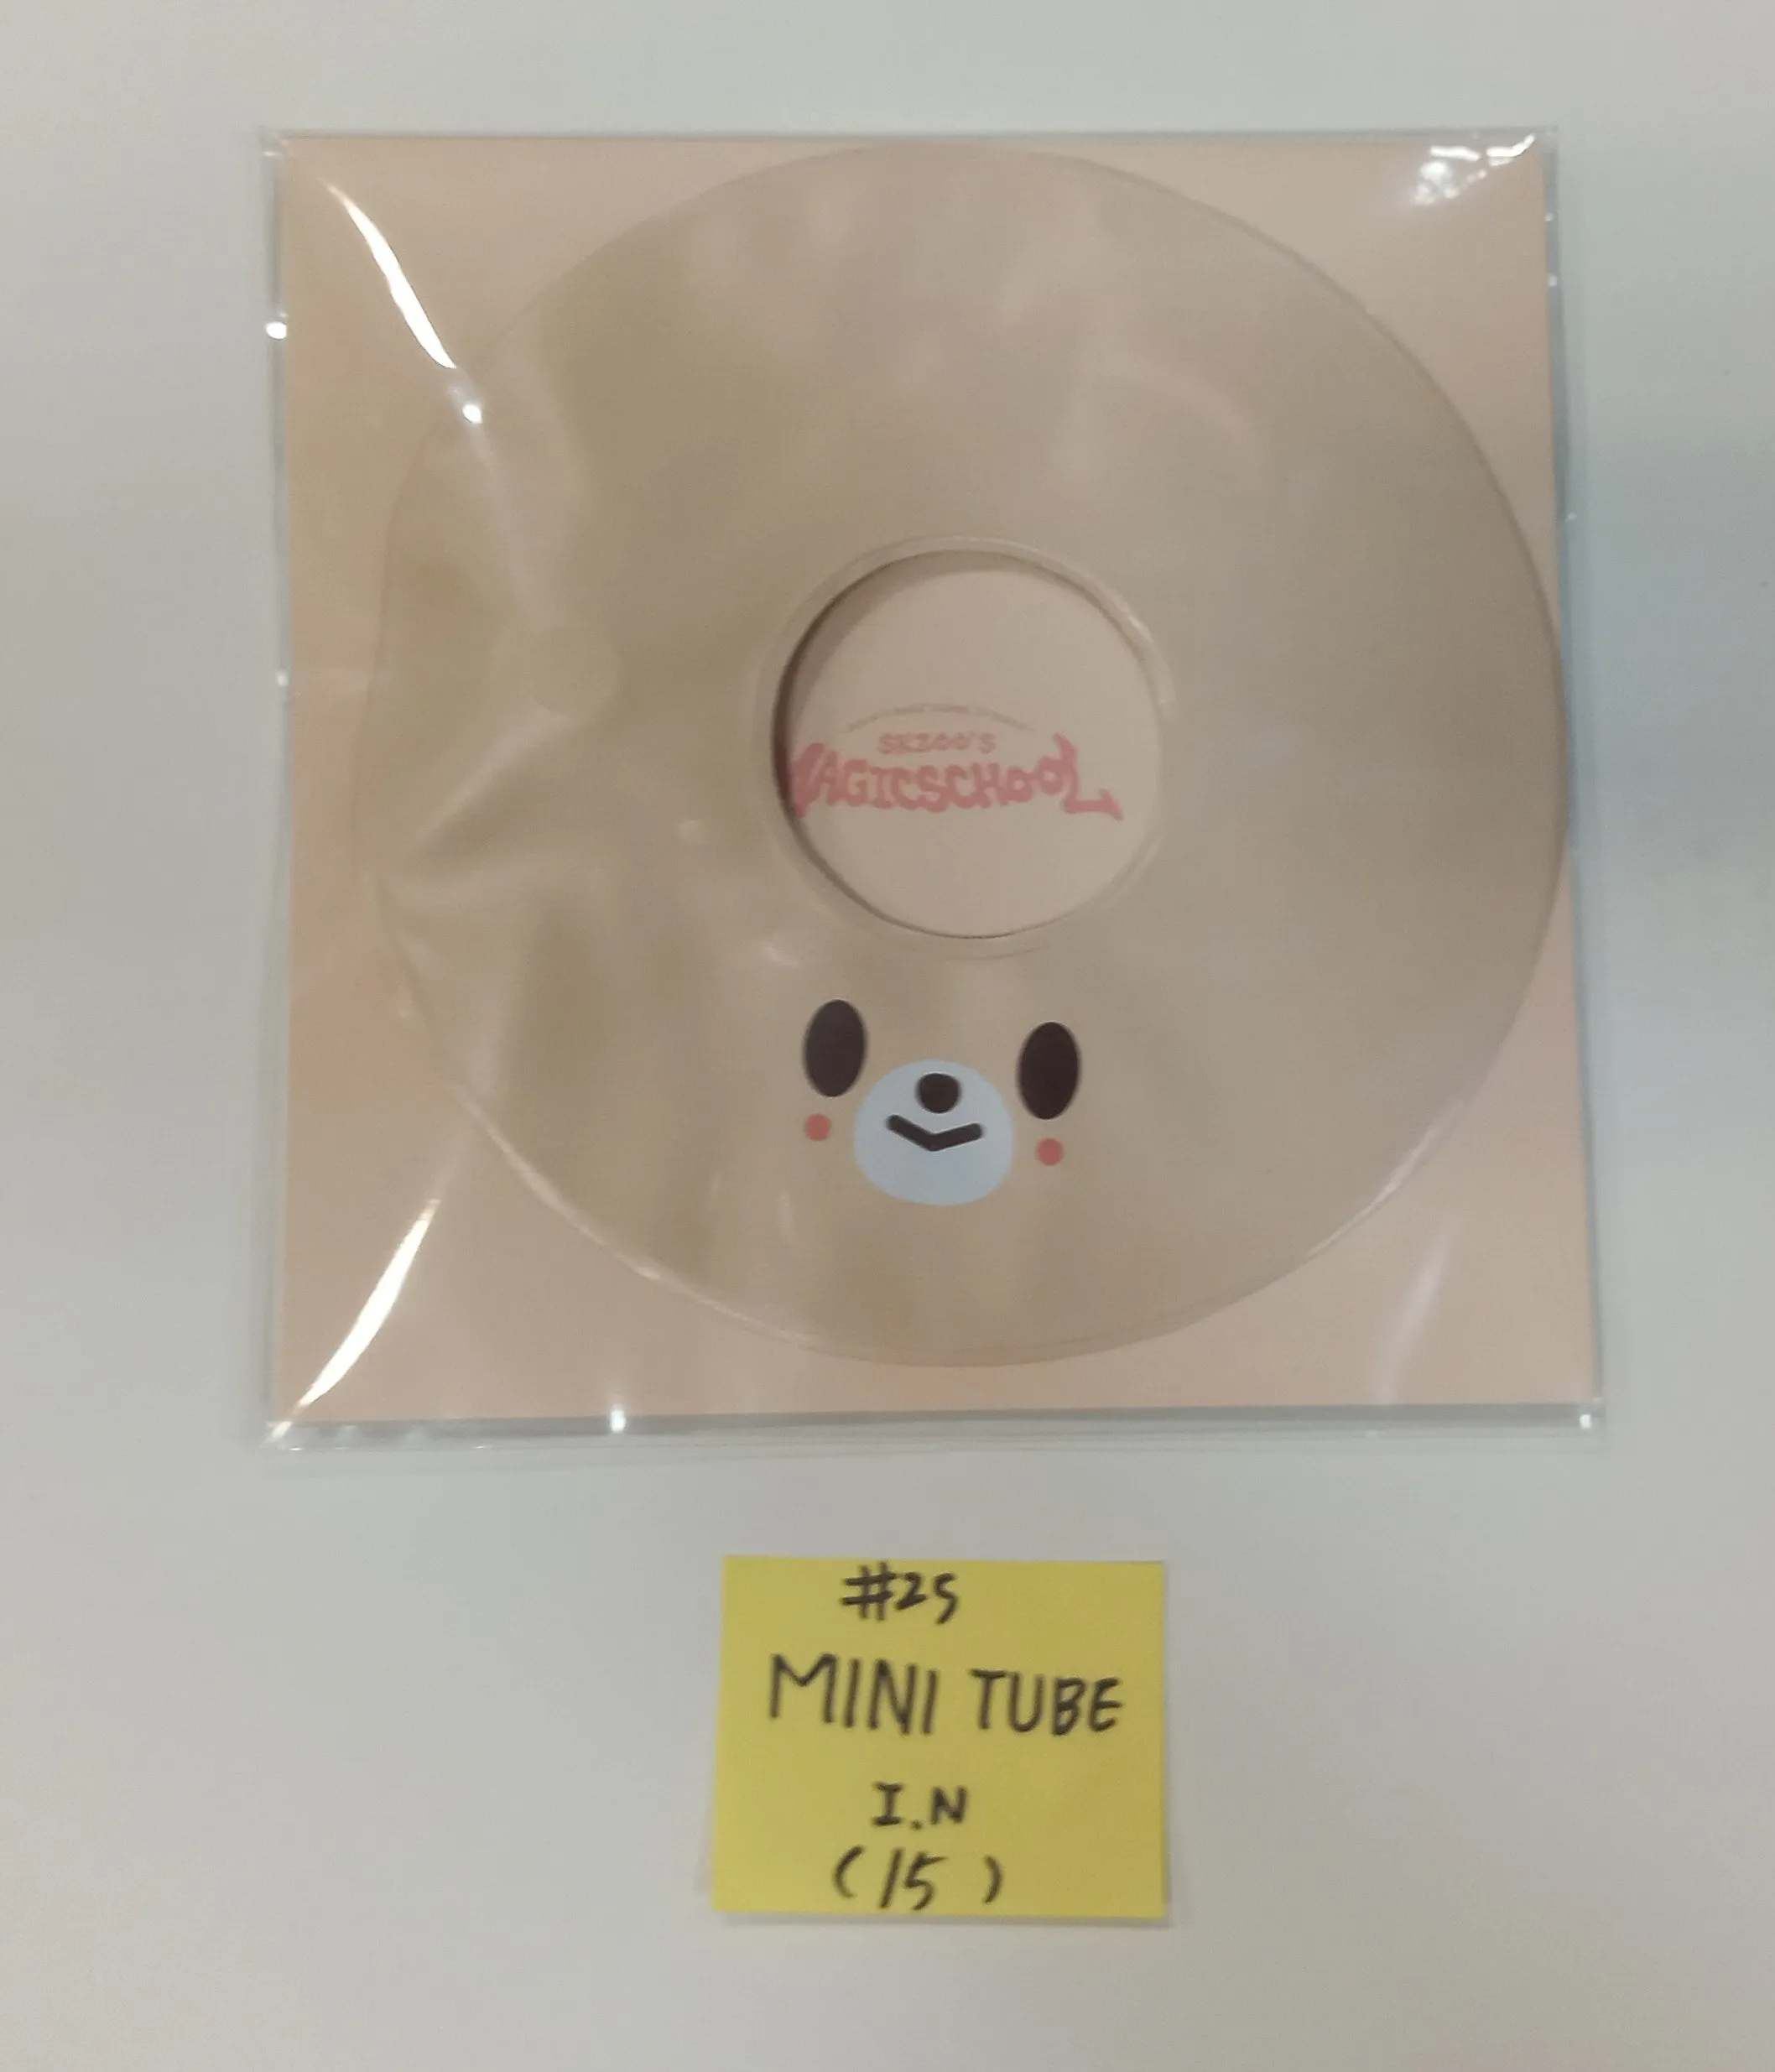 SKZOO'S
MAGICSCHOOL
#25
MINI TUBE
I.N
(15)